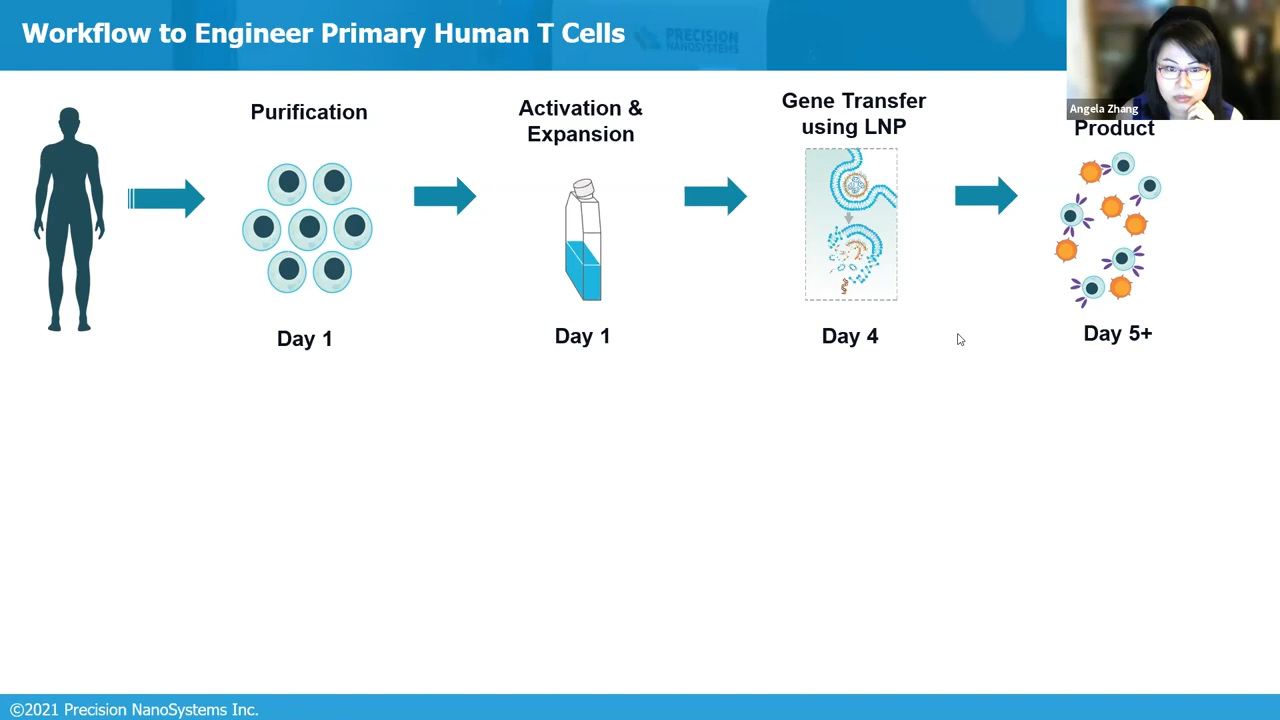 Workflow to Engineer Primary Human T Cells
PRECISION
NANOSYSTEMS
Angela Zhang
Purification
Activation &
Expansion
Gene Transfer
using LNP
Product
Day 1
Day 1
Day 4
Day 5+
©2021 Precision NanoSystems Inc.